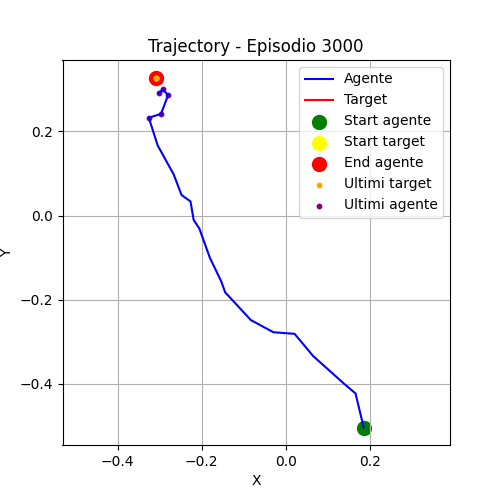 Trajectory - Episodio 3000
Agente
Target
Start agente
Start target
End agente
Ultimi target
Ultimi agente
0.2
0.0
−0.2
−0.4
Y
−0.4
−0.2
0.0
0.2
X